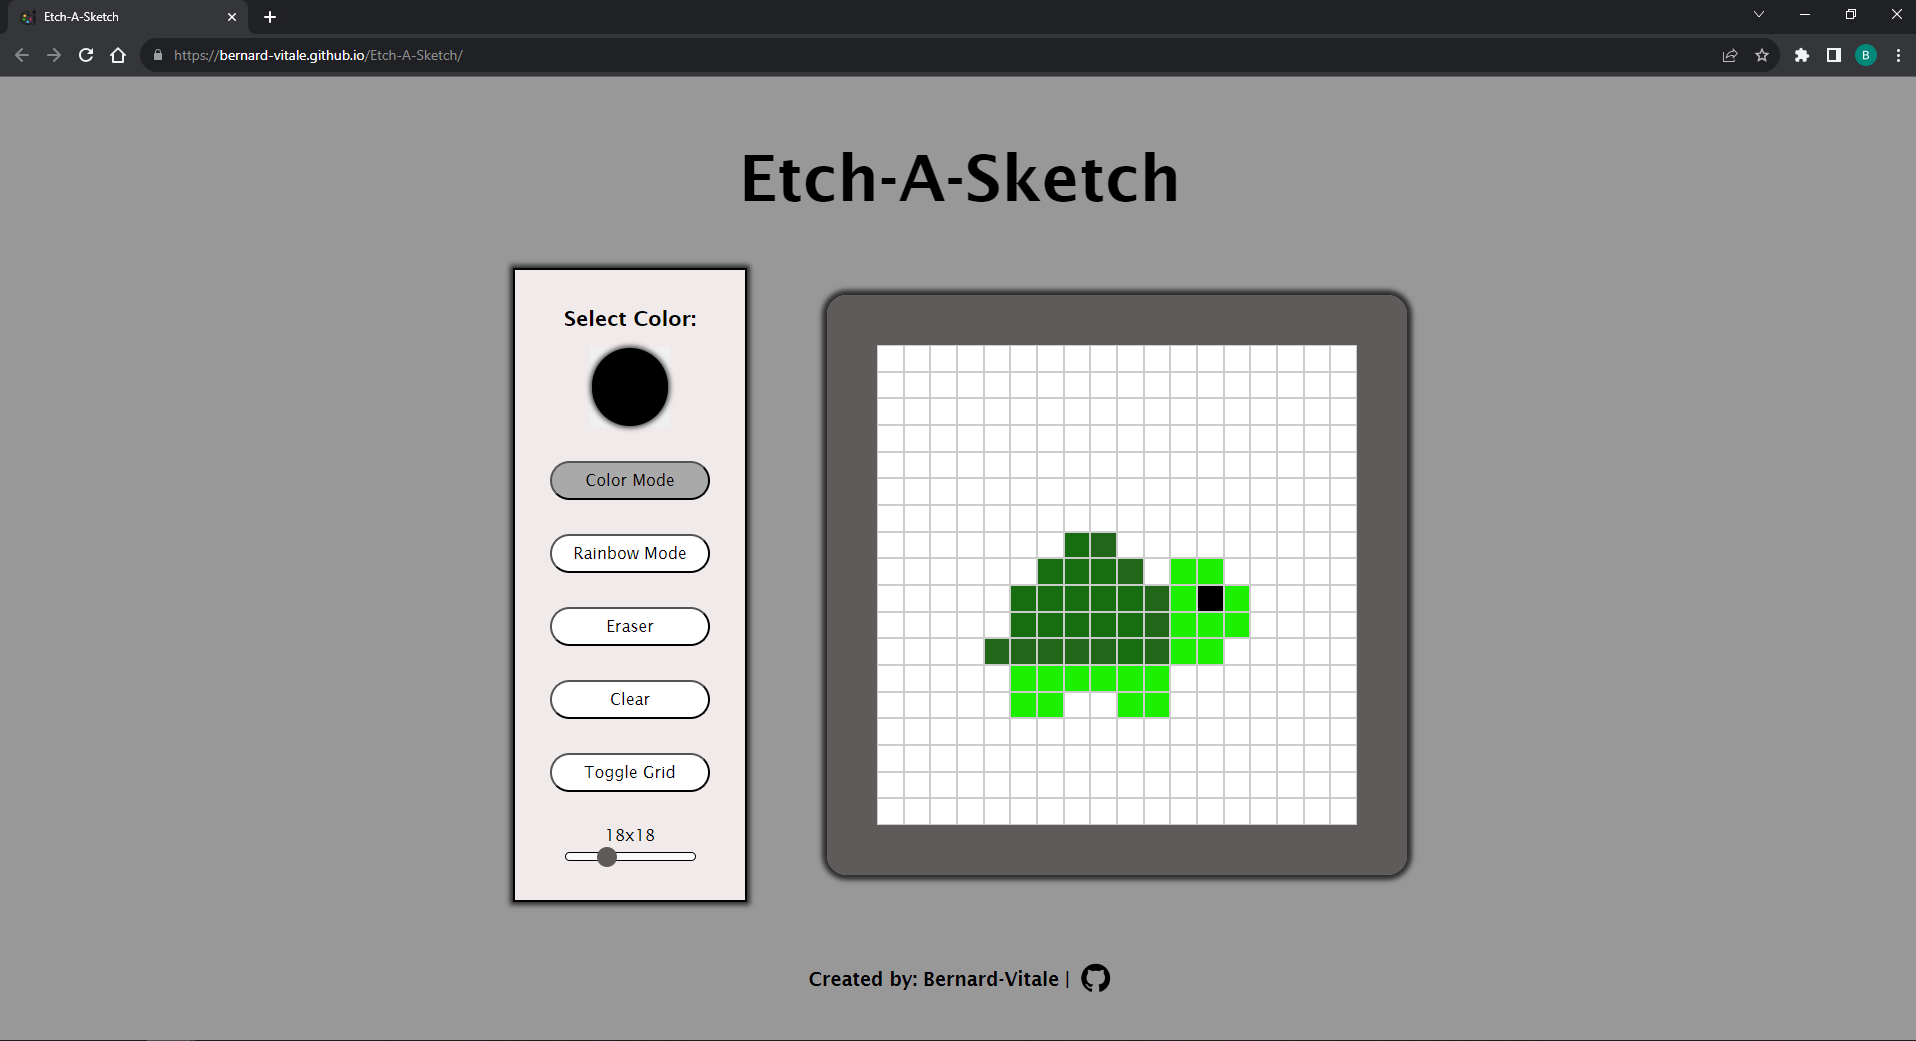 Etch-A-Sketch
https://bernard-vitale.github.io/Etch-A-Sketch/
B
Etch-A-Sketch
Select Color:
Color Mode
Rainbow Mode
Eraser
Clear
Toggle Grid
18x18
Created by: Bernard-Vitale |